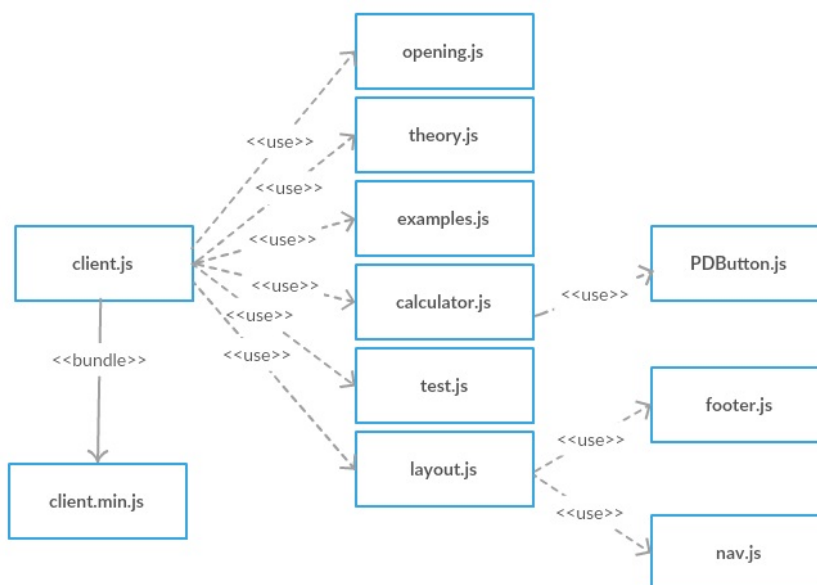 opening.js
<<use>>
theory.js
<<use>>
examples.js
<<use>>
client.js
PDButton.js
<<use>>
calculator.js
<<use>>
<<use>>
<<bundle>>
<<use>>
test.js
footer.js
<<use>>
layout.js
client.min.js
<<use>>
nav.js